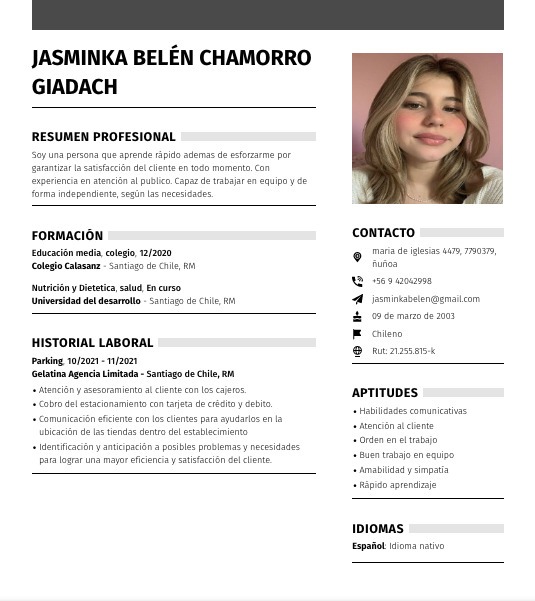 JASMINKA BELÉN CHAMORRO
GIADACH
RESUMEN PROFESIONAL
Soy una persona que aprende rápido ademas de esforzarme por
garantizar la satisfacción del cliente en todo momento. Con
experiencia en atención al publico. Capaz de trabajar en equipo y de
forma independiente, según las necesidades.
FORMACIÓN
Educación media, colegio, 12/2020
Colegio Calasanz - Santiago de Chile, RM
Nutrición y Dietetica, salud, En curso
Universidad del desarrollo - Santiago de Chile, RM
HISTORIAL LABORAL
Parking, 10/2021 - 11/2021
Gelatina Agencia Limitada - Santiago de Chile, RM
• Atención y asesoramiento al cliente con los cajeros.
• Cobro del estacionamiento con tarjeta de crédito y debito.
• Comunicación eficiente con los clientes para ayudarlos en la
ubicación de las tiendas dentro del establecimiento
• Identificación y anticipación a posibles problemas y necesidades
para lograr una mayor eficiencia y satisfacción del cliente.
CONTACTO
maria de iglesias 4479, 7790379,
ñuñoa
+56 9 42042998
jasminkabelen@gmail.com
09 de marzo de 2003
Chileno
Rut: 21.255.815-k
APTITUDES
• Habilidades comunicativas
• Atención al cliente
• Orden en el trabajo
• Buen trabajo en equipo
• Amabilidad y simpatía
• Rápido aprendizaje
IDIOMAS
Español: Idioma nativo